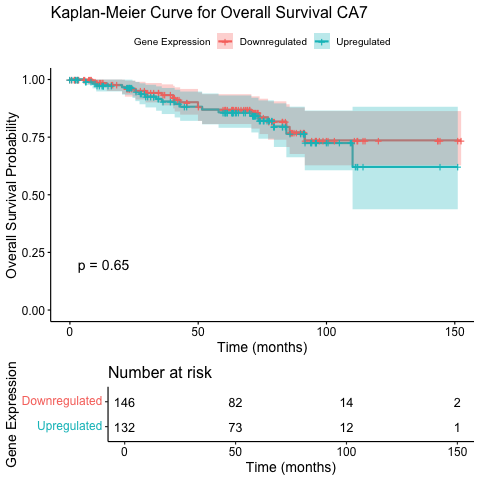 Kaplan-Meier Curve for Overall Survival CA7
Gene Expression Downregulated Upregulated
Overall Survival Probability
1.00
0.75
0.50
0.25
0.00
p = 0.65
0 50 100 150
Time (months)
Number at risk
Gene Expression
Downregulated 146 82 14 2
Upregulated 132 73 12 1
0 50 100 150
Time (months)